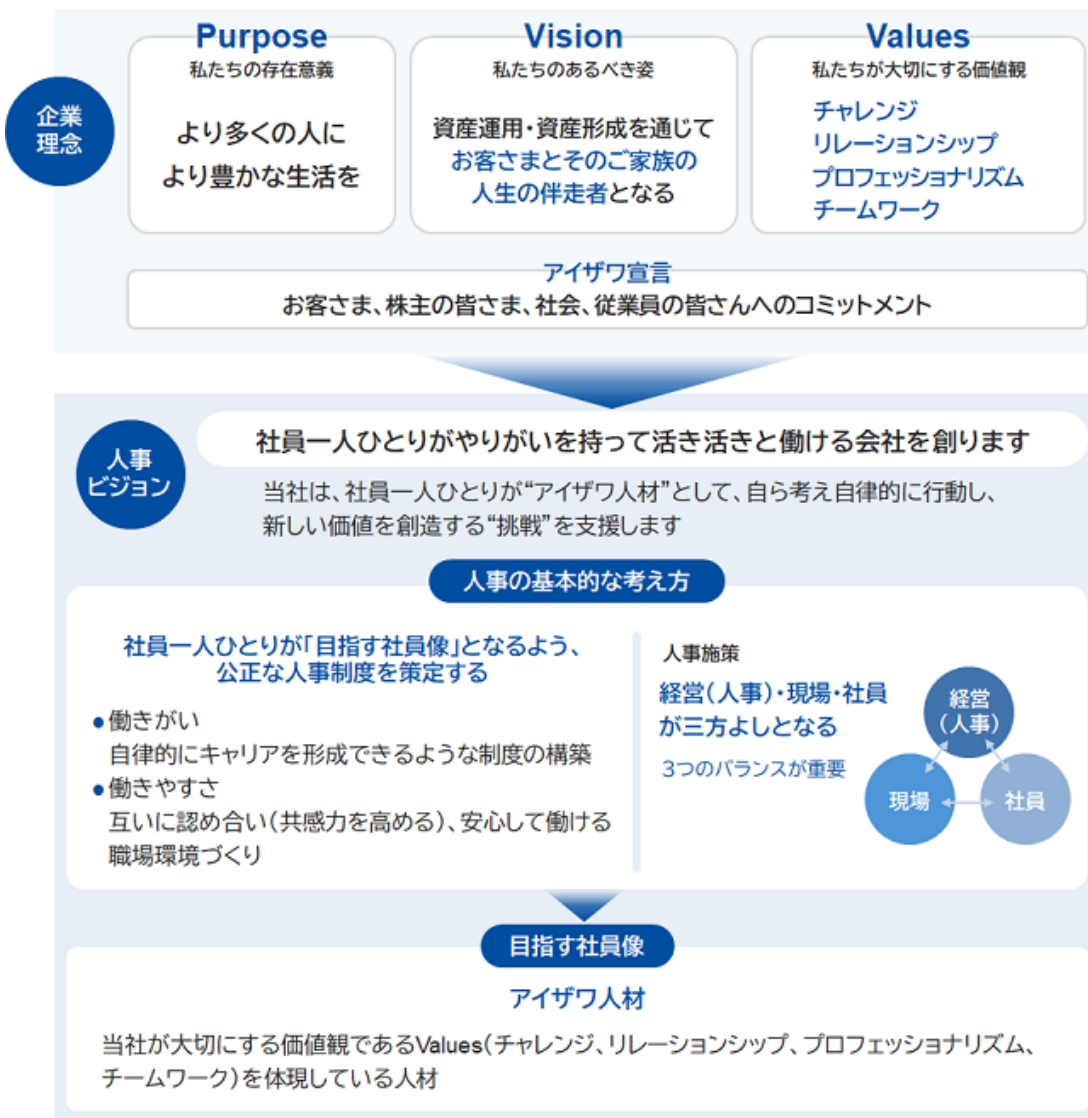 企業
理念
Purpose
私たちの存在意義
より多くの人に
より豊かな生活を
Vision
私たちのあるべき姿
資産運用・資産形成を通じて
お客さまとそのご家族の
人生の伴走者となる
Values
私たちが大切にする価値観
チャレンジ
リレーションシップ
プロフェッショナリズム
チームワーク
アイザワ宣言
お客さま、株主の皆さま、社会、従業員の皆さんへのコミットメント
人事
ビジョン
社員一人ひとりがやりがいを持って活き活きと働ける会社を創ります
当社は、社員一人ひとりが“アイザワ人材”として、自ら考え自律的に行動し、
新しい価値を創造する“挑戦”を支援します
人事の基本的な考え方
社員一人ひとりが「目指す社員像」となるよう、
公正な人事制度を策定する
●働きがい
自律的にキャリアを形成できるような制度の構築
●働きやすさ
互いに認め合い(共感力を高める)、安心して働ける
職場環境づくり
人事施策
経営(人事)・現場・社員
が三方よしとなる
3つのバランスが重要
経営
(人事)
現場
社員
目指す社員像
アイザワ人材
当社が大切にする価値観であるValues(チャレンジ、リレーションシップ、プロフェッショナリズム、
チームワーク)を体現している人材